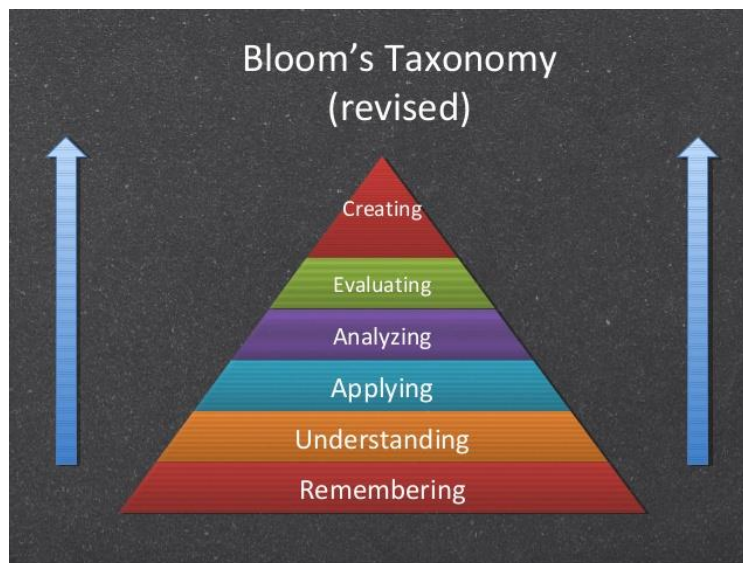 Bloom’s Taxonomy
(revised)
Creating
Evaluating
Analyzing
Applying
Understanding
Remembering